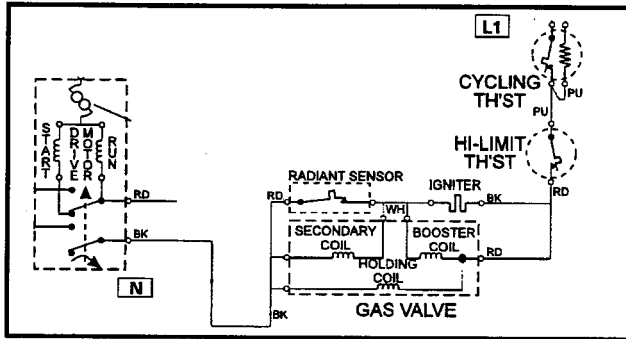 L1
CYCLING
TH'ST
PU
PU
HI-LIMIT
TH'ST
START
DRIVE
MOTOR
RUN
RADIANT SENSOR
IGNITER
RD
RD
WH
BK
RD
SECONDARY
COIL
BOOSTER
COIL
BK
HOLDING
COIL
RD
N
BK
GAS VALVE